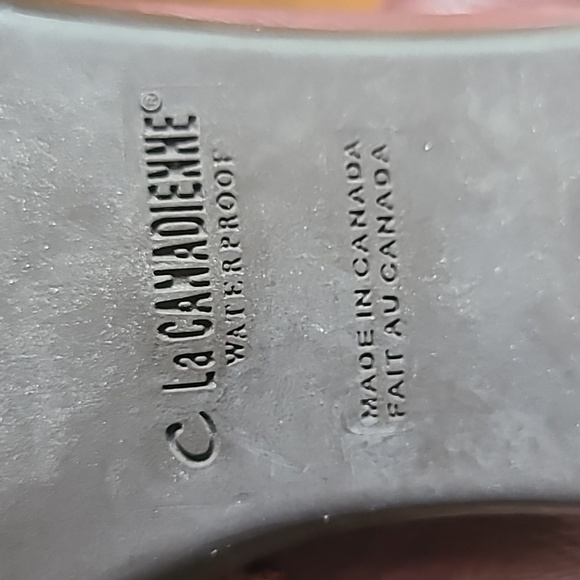 C La CANADIENNE®
WATERPROOF
MADE IN CANADA
FAIT AU CANADA